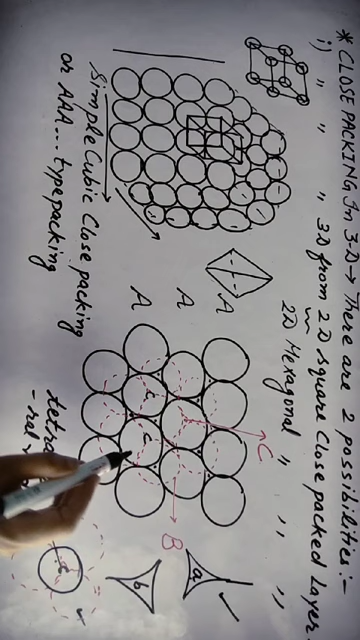 * CLOSE PACKING In 3-D → There are 2 possibilities :-
i) " " " 3D from 2D square Close packed Layer
2D Hexagonal " " "
Simple Cubic Close packing
or AAA... type packing
A A A
C
B
c
c
a
b
c
tetra